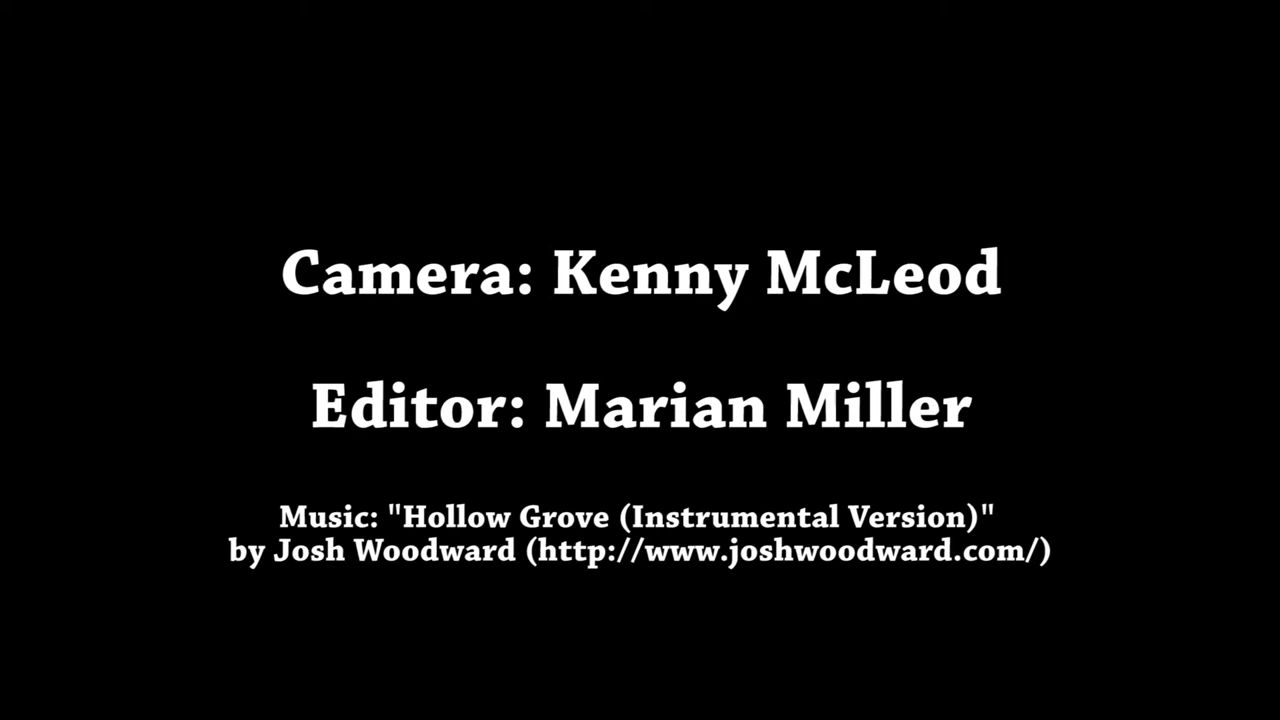 Camera: Kenny McLeod
Editor: Marian Miller
Music: "Hollow Grove (Instrumental Version)"
by Josh Woodward (http://www.joshwoodward.com/)